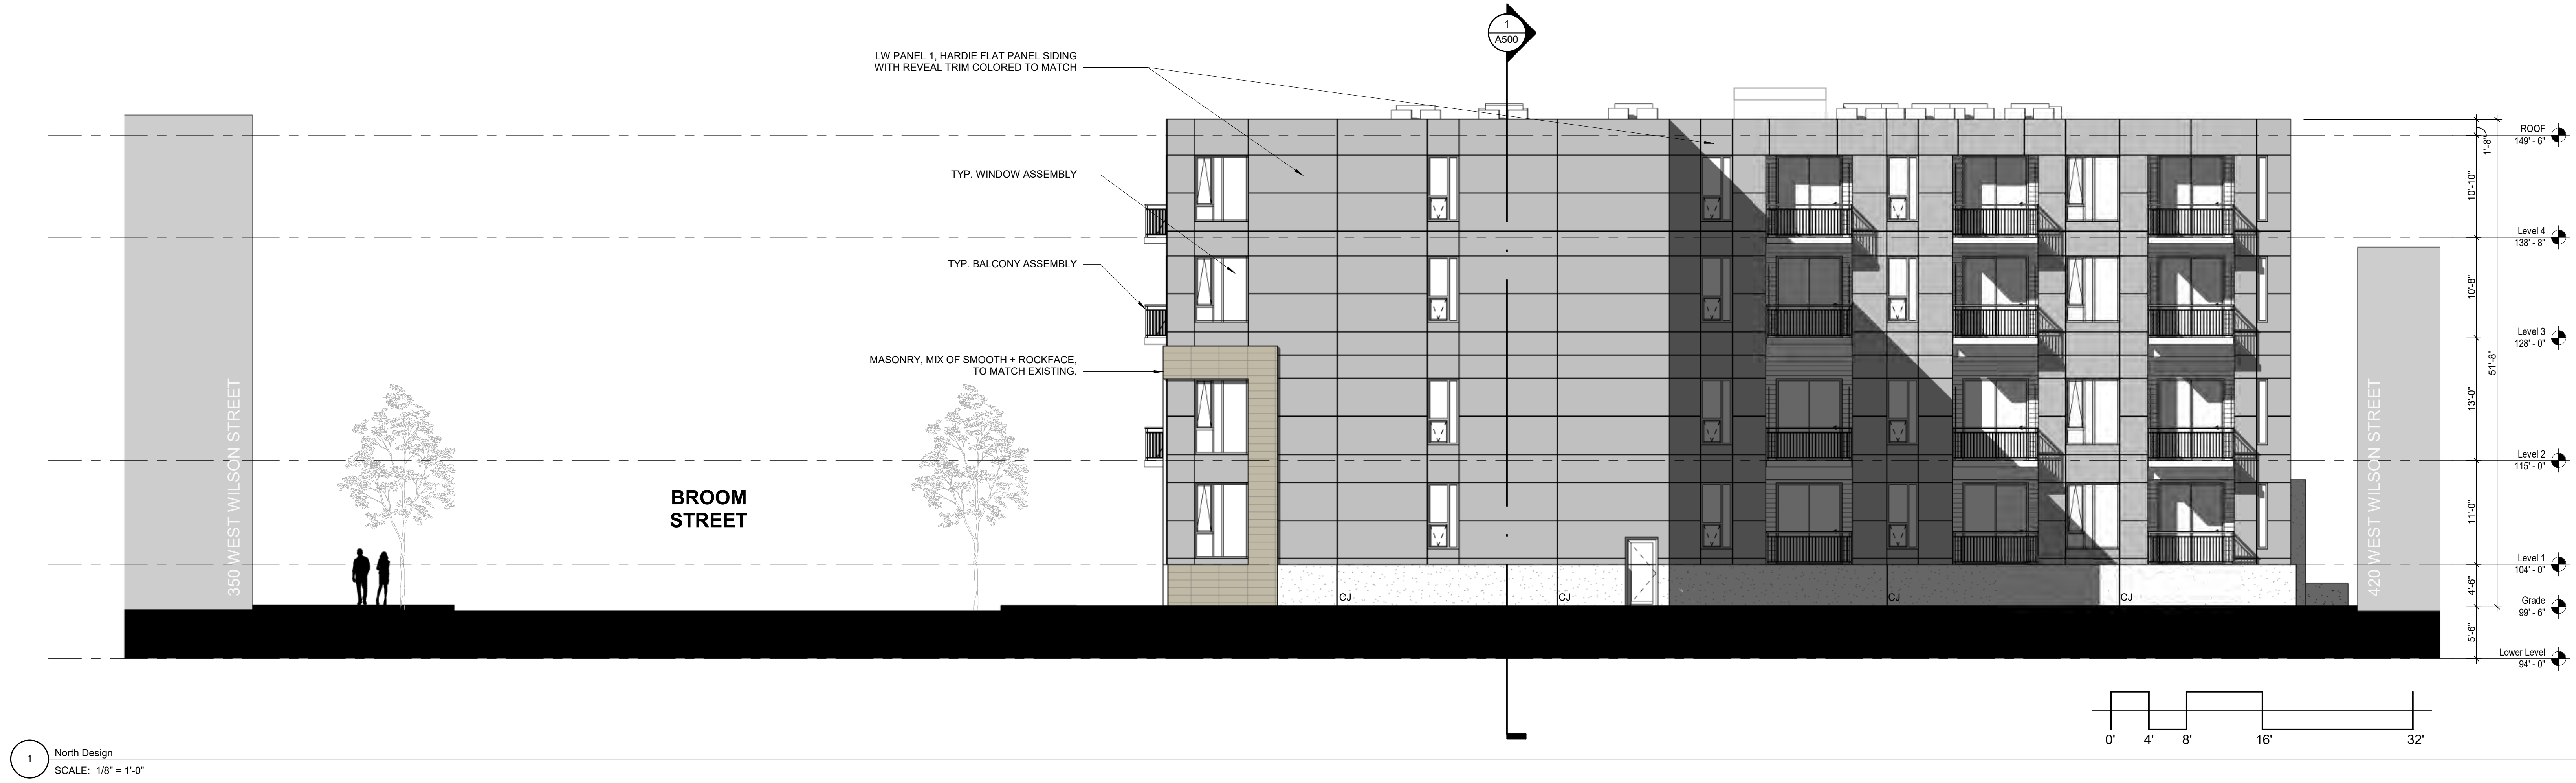 1
A500
LW PANEL 1, HARDIE FLAT PANEL SIDING
WITH REVEAL TRIM COLORED TO MATCH
TYP. WINDOW ASSEMBLY
TYP. BALCONY ASSEMBLY
MASONRY, MIX OF SMOOTH + ROCKFACE,
TO MATCH EXISTING.
350 WEST WILSON STREET
BROOM
STREET
CJ
CJ
CJ
CJ
420 WEST WILSON STREET
1'-8"
10'-10"
10'-8"
13'-0"
11'-0"
4'-6"
5'-6"
51'-8"
ROOF
149' - 6"
Level 4
138' - 8"
Level 3
128' - 0"
Level 2
115' - 0"
Level 1
104' - 0"
Grade
99' - 6"
Lower Level
94' - 0"
0' 4' 8' 16' 32'
1
North Design
SCALE: 1/8" = 1'-0"